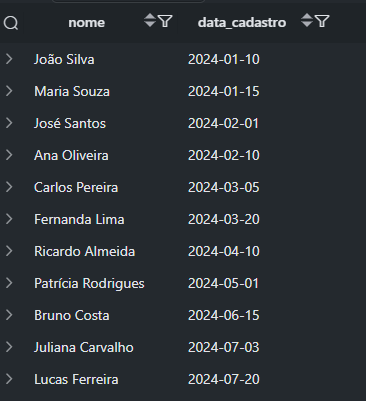 nome data_cadastro
João Silva 2024-01-10
Maria Souza 2024-01-15
José Santos 2024-02-01
Ana Oliveira 2024-02-10
Carlos Pereira 2024-03-05
Fernanda Lima 2024-03-20
Ricardo Almeida 2024-04-10
Patrícia Rodrigues 2024-05-01
Bruno Costa 2024-06-15
Juliana Carvalho 2024-07-03
Lucas Ferreira 2024-07-20